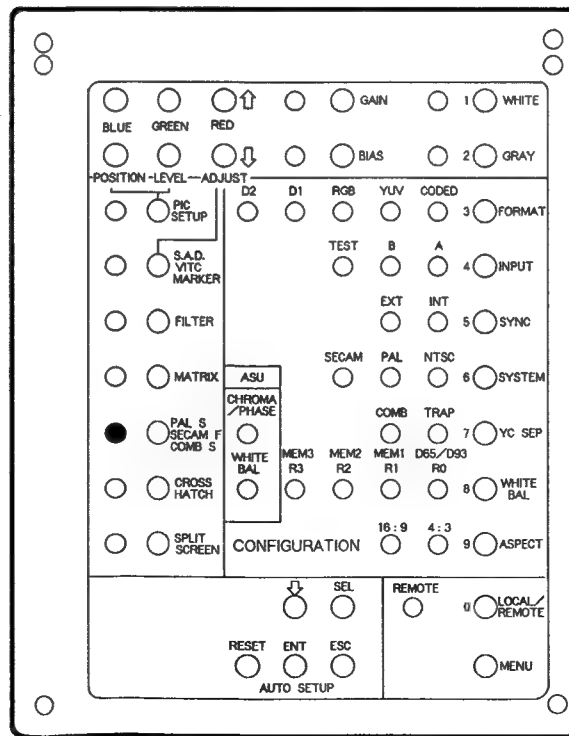 GAIN 1 WHITE
BLUE GREEN RED
BIAS 2 GRAY
POSITION LEVEL ADJUST
D2 D1 RGB YUV CODED
PIC SETUP
3 FORMAT
TEST B A
S.A.D. VITC MARKER
4 INPUT
EXT INT
FILTER
5 SYNC
SECAM PAL NTSC
MATRIX
ASU
6 SYSTEM
CHROMA /PHASE
PAL S SECAM F COMB S
COMB TRAP
7 YC SEP
WHITE BAL
MEM3 MEM2 MEM1 D65/D93
R3 R2 R1 R0
CROSS HATCH
8 WHITE BAL
16:9 4:3
SPLIT SCREEN
CONFIGURATION
9 ASPECT
SEL
REMOTE
0 LOCAL/ REMOTE
RESET ENT ESC
MENU
AUTO SETUP